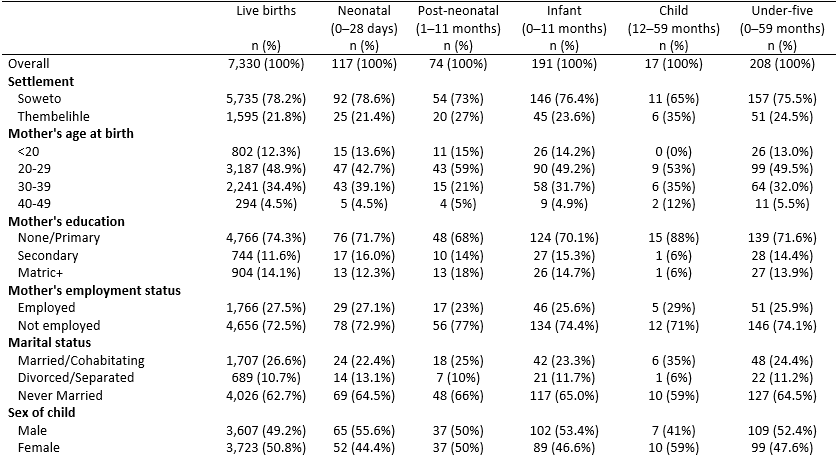 Live births Neonatal Post-neonatal Infant Child Under-five
(0–28 days) (1–11 months) (0–11 months) (12–59 months) (0–59 months)
n (%) n (%) n (%) n (%) n (%) n (%)
Overall 7,330 (100%) 117 (100%) 74 (100%) 191 (100%) 17 (100%) 208 (100%)
Settlement
Soweto 5,735 (78.2%) 92 (78.6%) 54 (73%) 146 (76.4%) 11 (65%) 157 (75.5%)
Thembelihle 1,595 (21.8%) 25 (21.4%) 20 (27%) 45 (23.6%) 6 (35%) 51 (24.5%)
Mother's age at birth
<20 802 (12.3%) 15 (13.6%) 11 (15%) 26 (14.2%) 0 (0%) 26 (13.0%)
20-29 3,187 (48.9%) 47 (42.7%) 43 (59%) 90 (49.2%) 9 (53%) 99 (49.5%)
30-39 2,241 (34.4%) 43 (39.1%) 15 (21%) 58 (31.7%) 6 (35%) 64 (32.0%)
40-49 294 (4.5%) 5 (4.5%) 4 (5%) 9 (4.9%) 2 (12%) 11 (5.5%)
Mother's education
None/Primary 4,766 (74.3%) 76 (71.7%) 48 (68%) 124 (70.1%) 15 (88%) 139 (71.6%)
Secondary 744 (11.6%) 17 (16.0%) 10 (14%) 27 (15.3%) 1 (6%) 28 (14.4%)
Matric+ 904 (14.1%) 13 (12.3%) 13 (18%) 26 (14.7%) 1 (6%) 27 (13.9%)
Mother's employment status
Employed 1,766 (27.5%) 29 (27.1%) 17 (23%) 46 (25.6%) 5 (29%) 51 (25.9%)
Not employed 4,656 (72.5%) 78 (72.9%) 56 (77%) 134 (74.4%) 12 (71%) 146 (74.1%)
Marital status
Married/Cohabitating 1,707 (26.6%) 24 (22.4%) 18 (25%) 42 (23.3%) 6 (35%) 48 (24.4%)
Divorced/Separated 689 (10.7%) 14 (13.1%) 7 (10%) 21 (11.7%) 1 (6%) 22 (11.2%)
Never Married 4,026 (62.7%) 69 (64.5%) 48 (66%) 117 (65.0%) 10 (59%) 127 (64.5%)
Sex of child
Male 3,607 (49.2%) 65 (55.6%) 37 (50%) 102 (53.4%) 7 (41%) 109 (52.4%)
Female 3,723 (50.8%) 52 (44.4%) 37 (50%) 89 (46.6%) 10 (59%) 99 (47.6%)